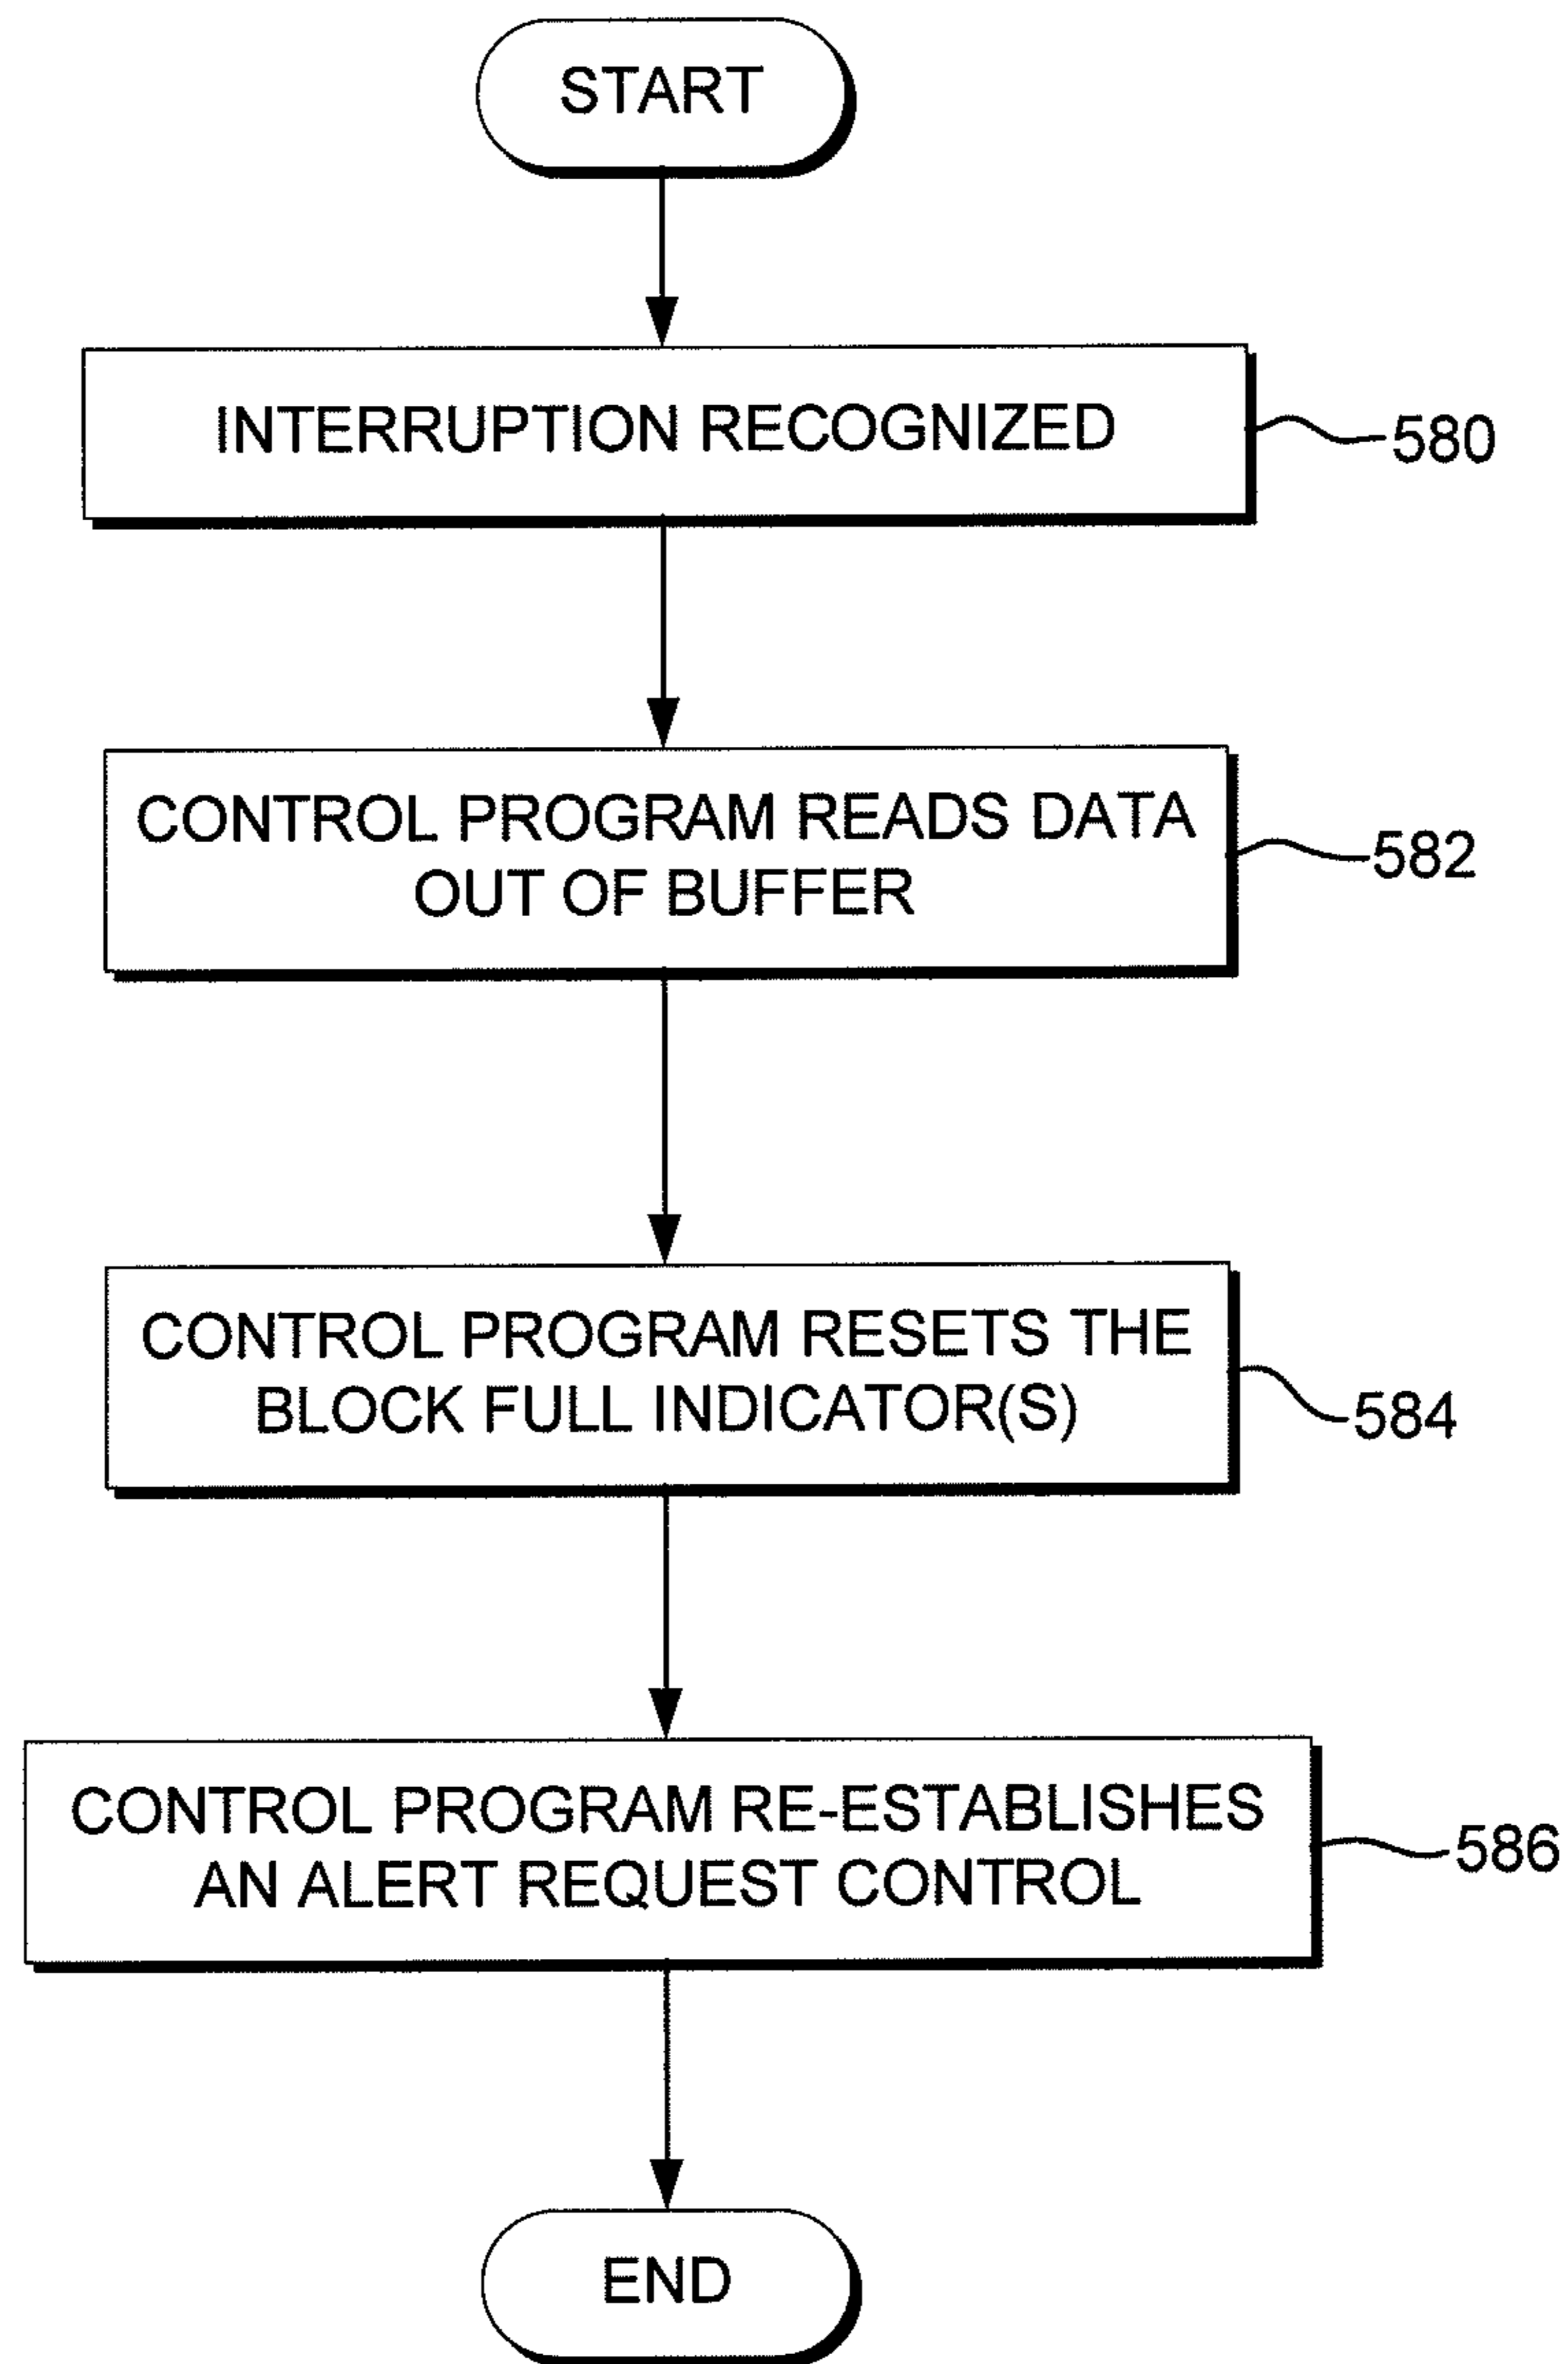 START
INTERRUPTION RECOGNIZED
580
CONTROL PROGRAM READS DATA
OUT OF BUFFER
582
CONTROL PROGRAM RESETS THE
BLOCK FULL INDICATOR(S)
584
CONTROL PROGRAM RE-ESTABLISHES
AN ALERT REQUEST CONTROL
586
END